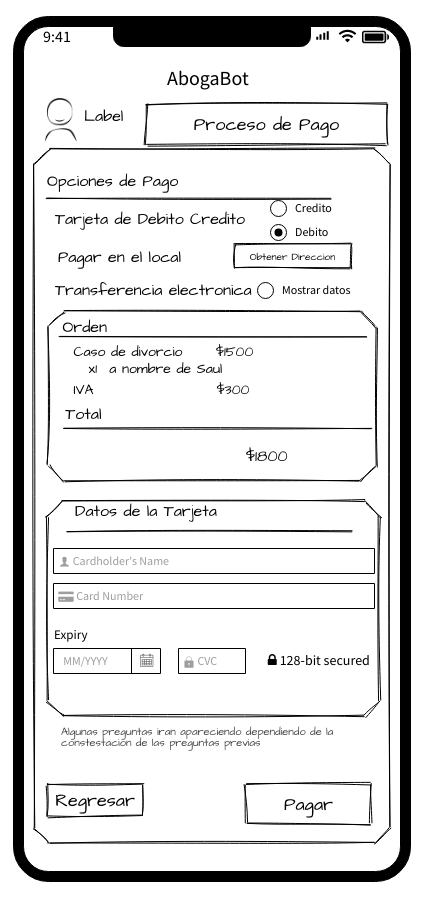 9:41
AbogaBot
Label
Proceso de Pago
Opciones de Pago
Credito
Tarjeta de Debito Credito
Debito
Pagar en el local
Obtener Direccion
Transferencia electronica
Mostrar datos
Orden
Caso de divorcio $1500
x1 a nombre de Saul
IVA $300
Total
$1800
Datos de la Tarjeta
Cardholder's Name
Card Number
Expiry
MM/YYYY
CVC
128-bit secured
Algunas preguntas iran apareciendo dependiendo de la
constestación de las preguntas previas
Regresar
Pagar